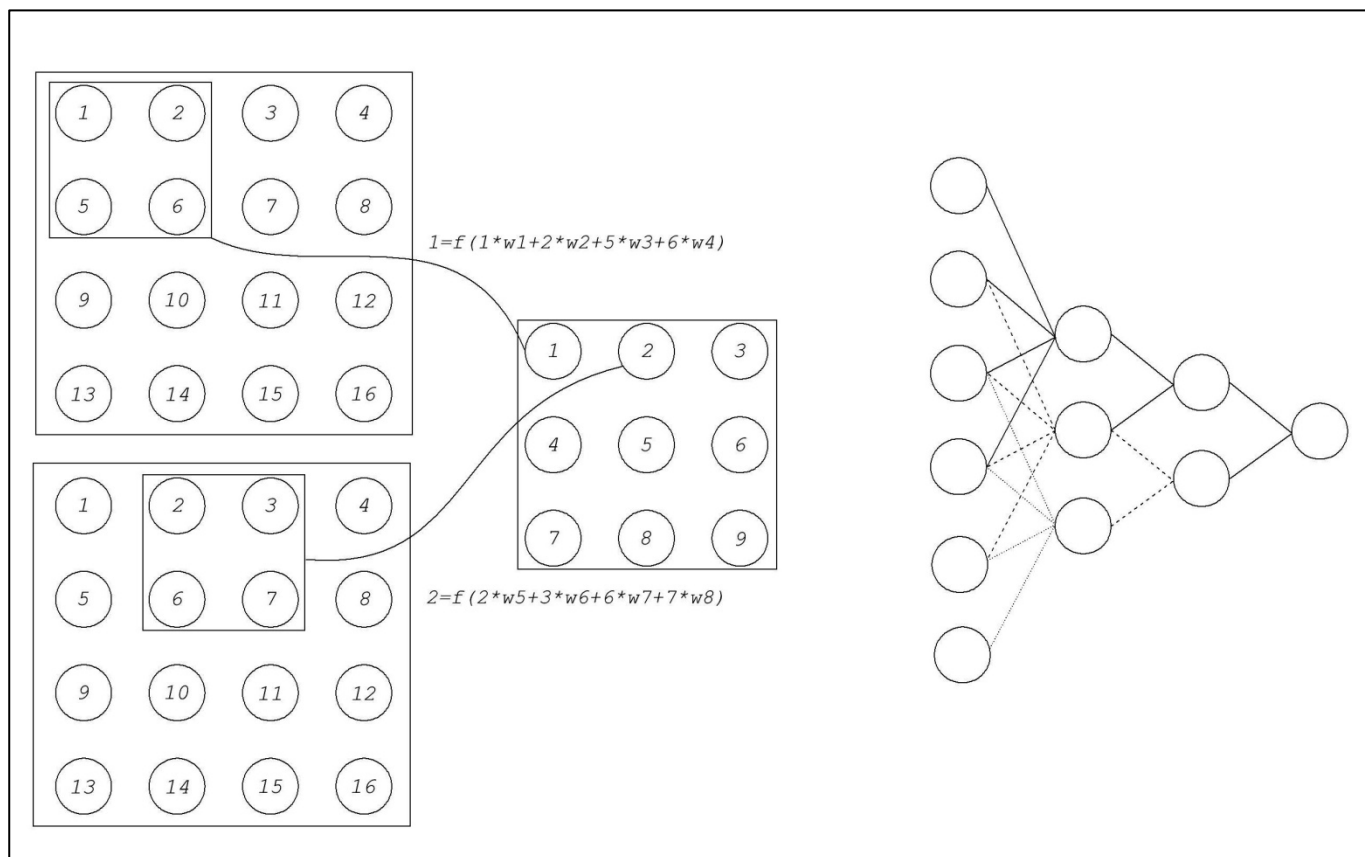 1 2 3 4
5 6 7 8
1=f(1*w1+2*w2+5*w3+6*w4)
9 10 11 12
13 14 15 16
1 2 3
4 5 6
7 8 9
1 2 3 4
5 6 7 8
2=f(2*w5+3*w6+6*w7+7*w8)
9 10 11 12
13 14 15 16